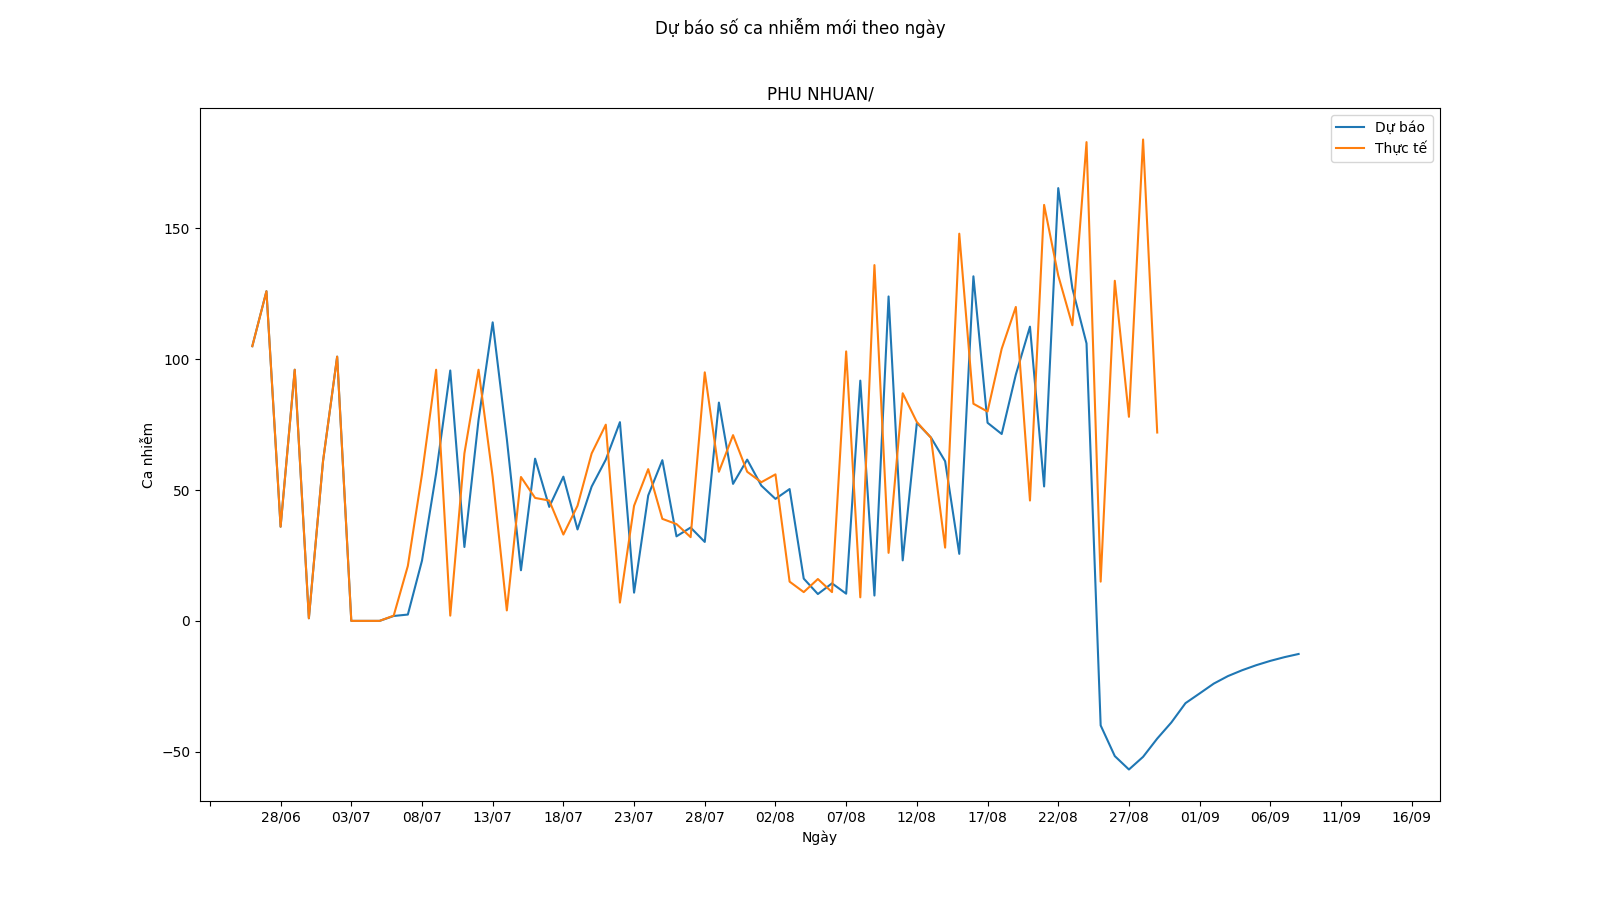 Dự báo số ca nhiễm mới theo ngày
PHU NHUAN/
Dự báo
Thực tế
150
100
50
0
−50
Ca nhiễm
28/06 03/07 08/07 13/07 18/07 23/07 28/07 02/08 07/08 12/08 17/08 22/08 27/08 01/09 06/09 11/09 16/09
Ngày